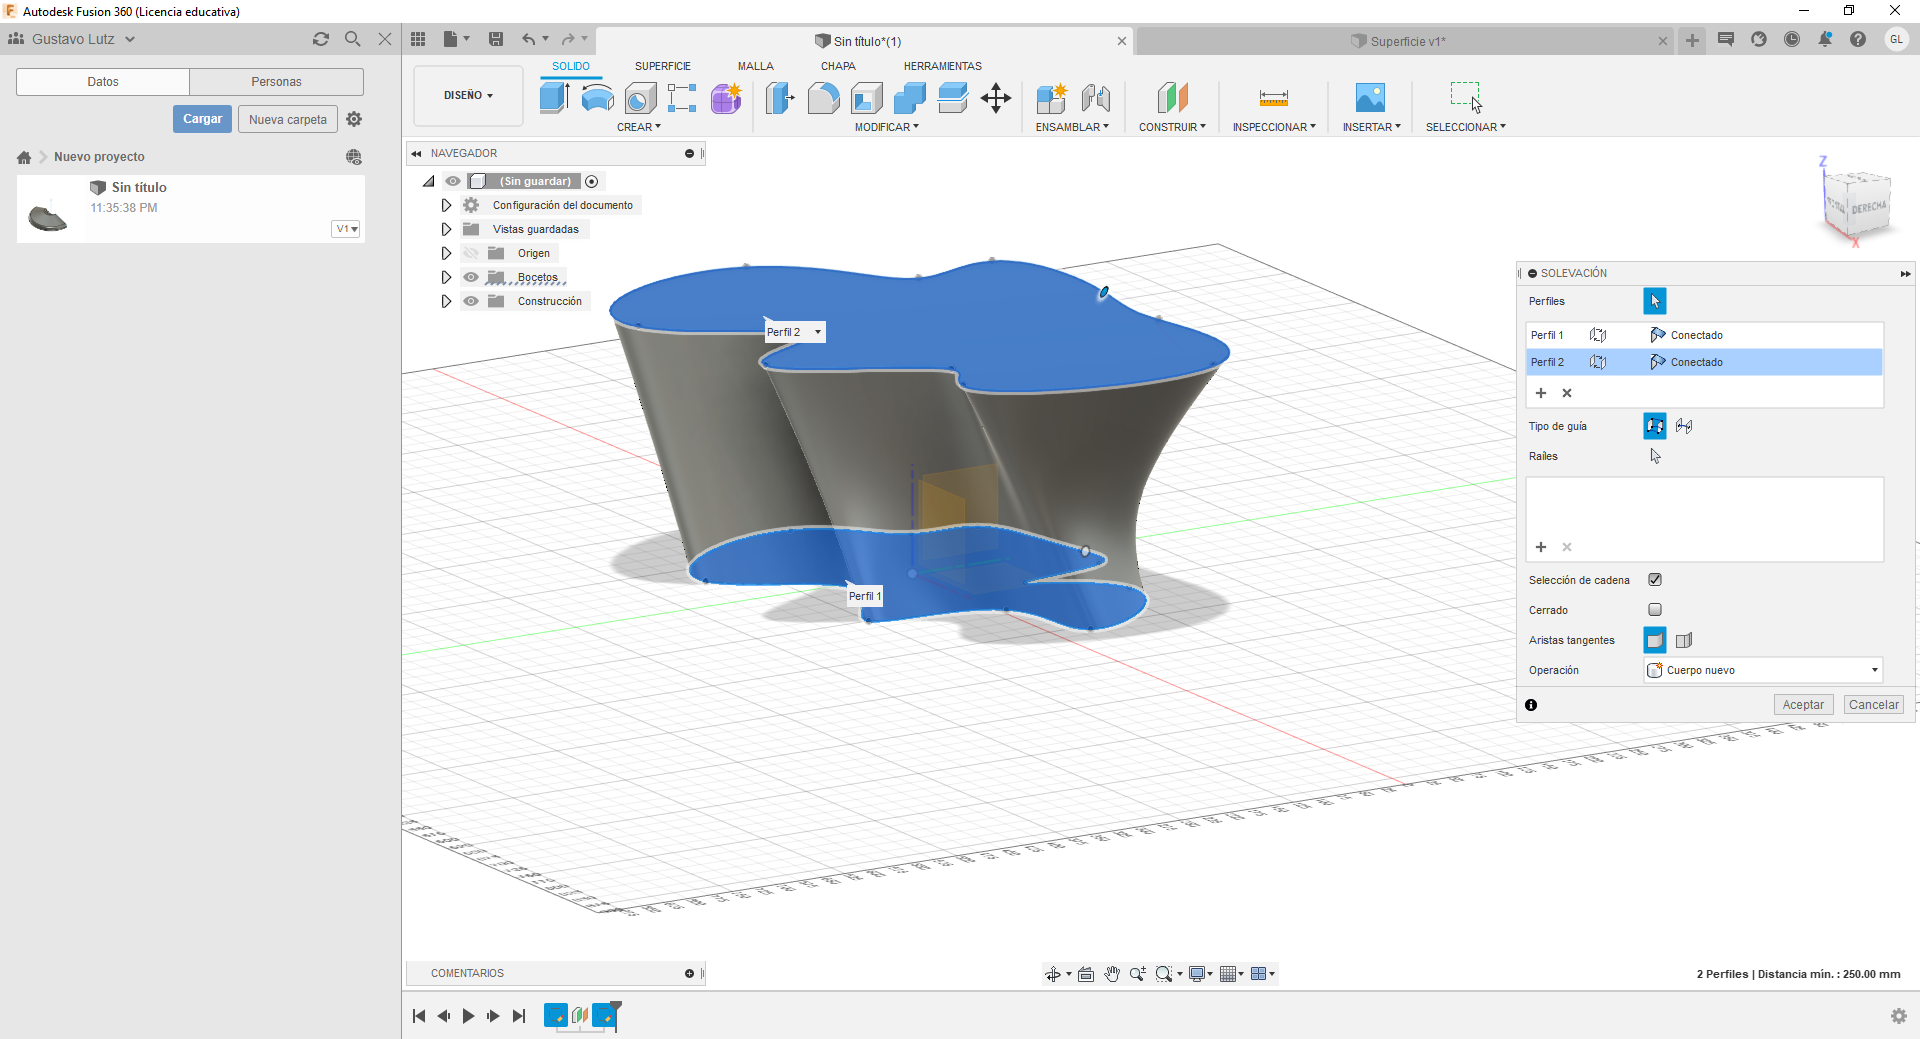 Autodesk Fusion 360 (Licencia educativa)
Gustavo Lutz
Sin título*(1)
Superficie v1*
GL
Datos
Personas
Cargar
Nueva carpeta
Nuevo proyecto
Sin título
11:35:38 PM
V1
DISEÑO
SOLIDO
SUPERFICIE
MALLA
CHAPA
HERRAMIENTAS
CREAR
MODIFICAR
ENSAMBLAR
CONSTRUIR
INSPECCIONAR
INSERTAR
SELECCIONAR
NAVEGADOR
(Sin guardar)
Configuración del documento
Vistas guardadas
Origen
Bocetos
Construcción
Z
DERECHA
X
Perfil 2
Perfil 1
SOLEVACIÓN
Perfiles
Perfil 1 Conectado
Perfil 2 Conectado
Tipo de guía
Raíles
Selección de cadena
Cerrado
Aristas tangentes
Operación Cuerpo nuevo
Aceptar
Cancelar
COMENTARIOS
2 Perfiles | Distancia mín. : 250.00 mm